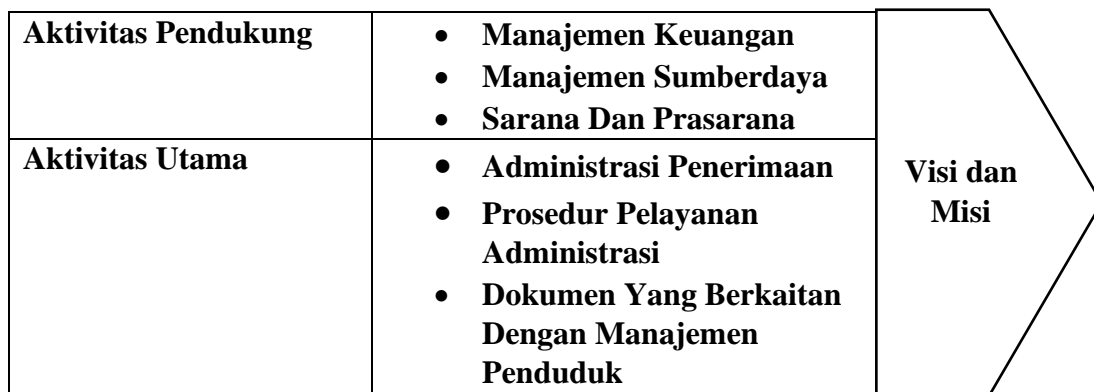 Aktivitas Pendukung
• Manajemen Keuangan
• Manajemen Sumberdaya
• Sarana Dan Prasarana
Aktivitas Utama
• Administrasi Penerimaan
• Prosedur Pelayanan
Administrasi
• Dokumen Yang Berkaitan
Dengan Manajemen
Penduduk
Visi dan
Misi